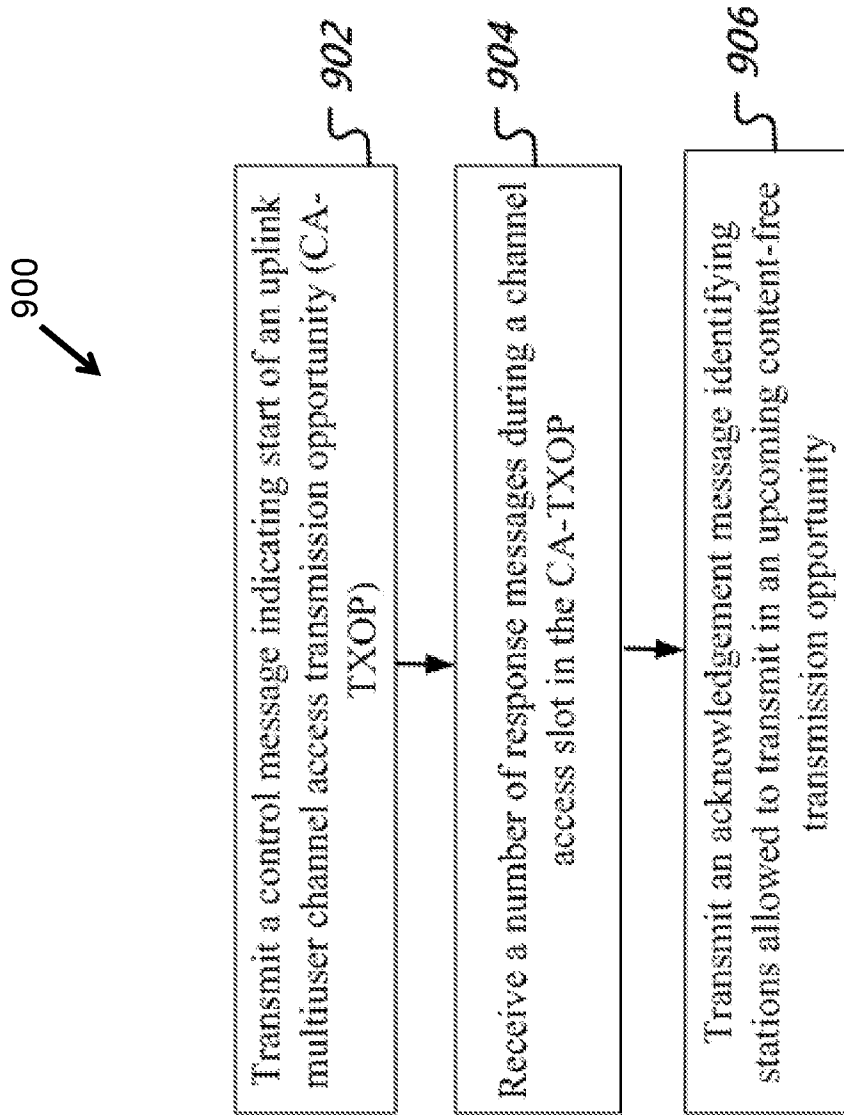 900
Transmit a control message indicating start of an uplink
multiuser channel access transmission opportunity (CA-
TXOP)
902
Receive a number of response messages during a channel
access slot in the CA-TXOP
904
Transmit an acknowledgement message identifying
stations allowed to transmit in an upcoming content-free
transmission opportunity
906